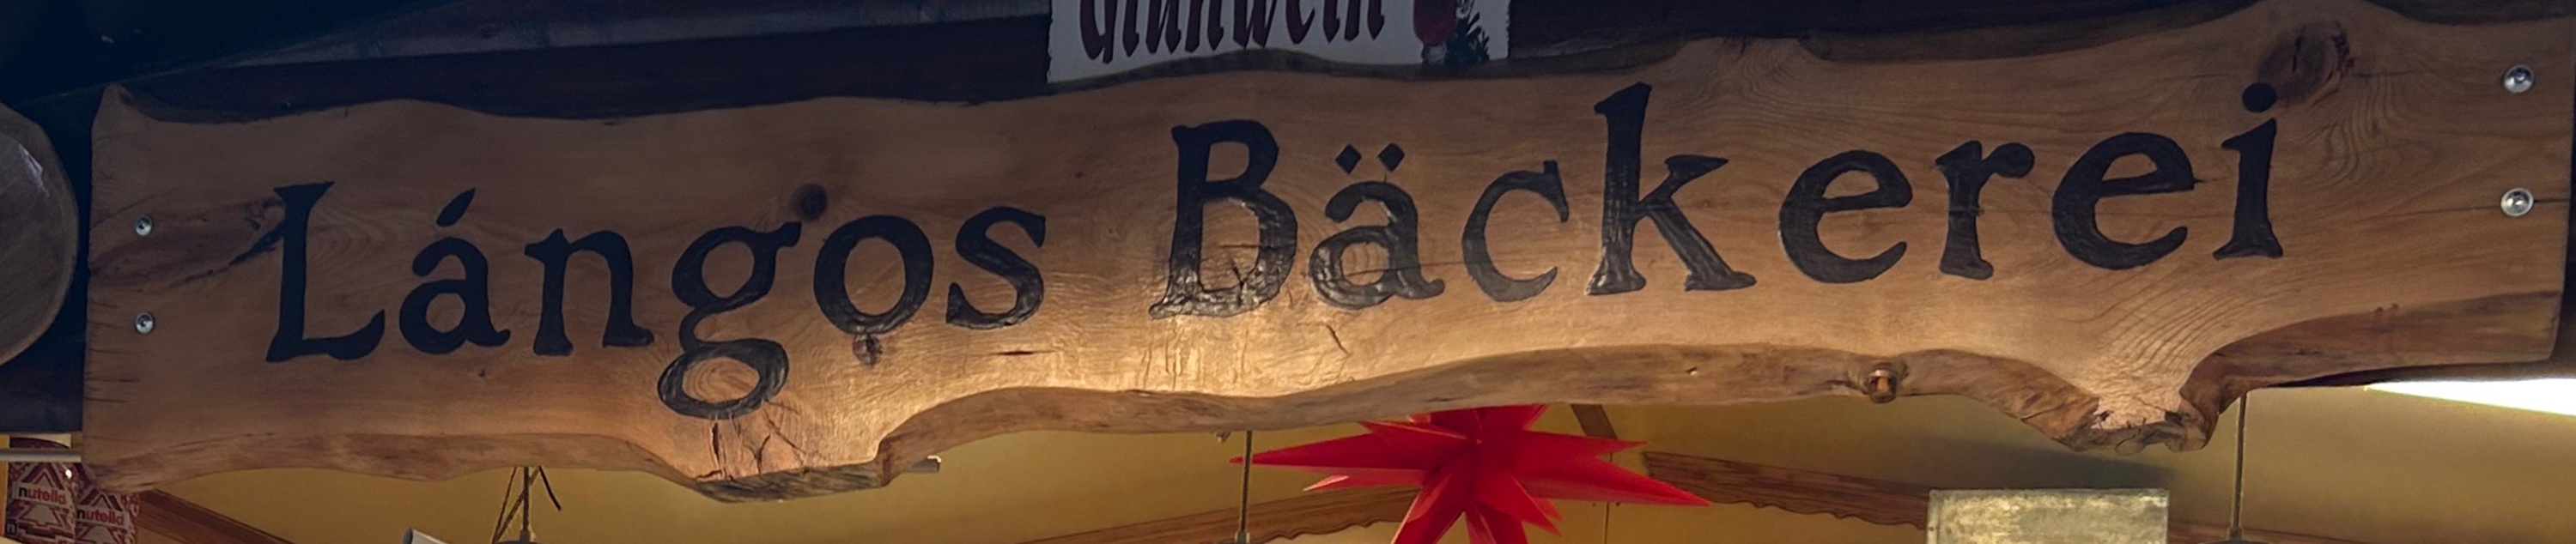 Glühwein
Lángos Bäckerei
nutella
nutella